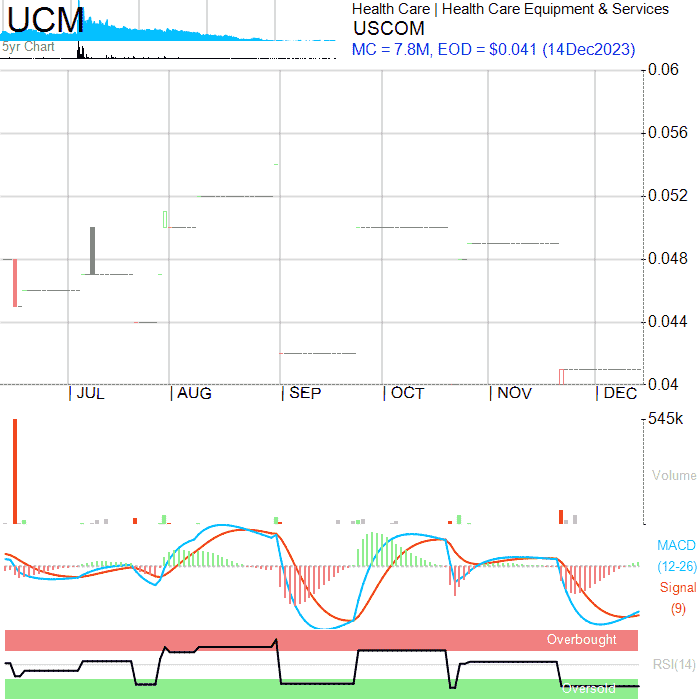 UCM
5yr Chart
Health Care | Health Care Equipment & Services
USCOM
MC = 7.8M, EOD = $0.041 (14Dec2023)
0.06
0.056
0.052
0.048
0.044
0.04
| JUL | AUG | SEP | OCT | NOV | DEC
545k
Volume
MACD
(12-26)
Signal
(9)
Overbought
RSI(14)
Oversold